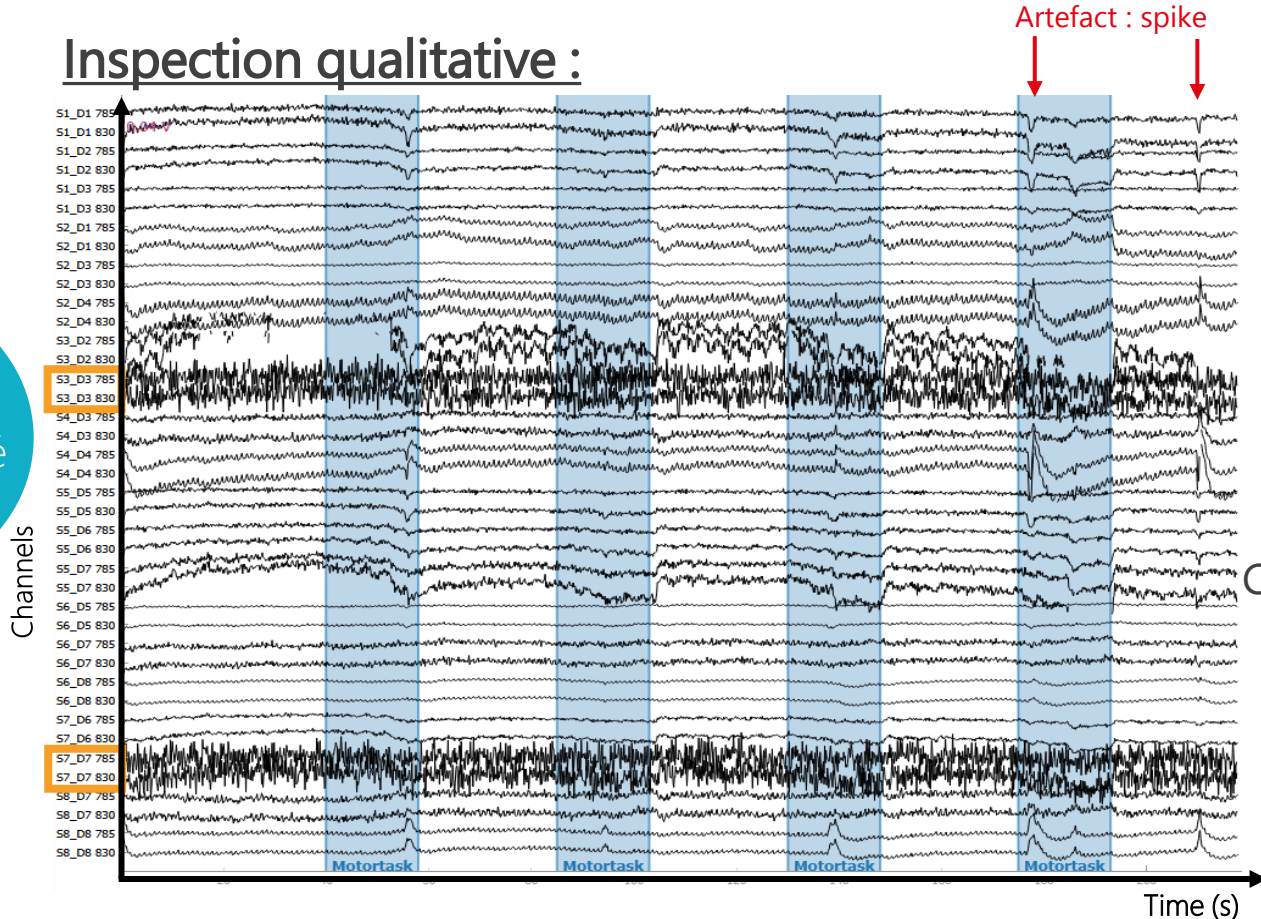 Artefact : spike
Inspection qualitative :
S1_D1 785
S1_D1 830
S1_D2 785
S1_D2 830
S1_D3 785
S1_D3 830
S2_D1 785
S2_D1 830
S2_D3 785
S2_D3 830
S2_D4 785
S2_D4 830
S3_D2 785
S3_D2 830
S3_D3 785
S3_D3 830
S4_D3 785
S4_D3 830
S4_D4 785
S4_D4 830
S5_D5 785
S5_D5 830
S5_D6 785
S5_D6 830
S5_D7 785
S5_D7 830
S6_D5 785
S6_D5 830
S6_D7 785
S6_D7 830
S6_D8 785
S6_D8 830
S7_D6 785
S7_D6 830
S7_D7 785
S7_D7 830
S8_D7 785
S8_D7 830
S8_D8 785
S8_D8 830
Channels
Motortask Motortask Motortask Motortask
Time (s)